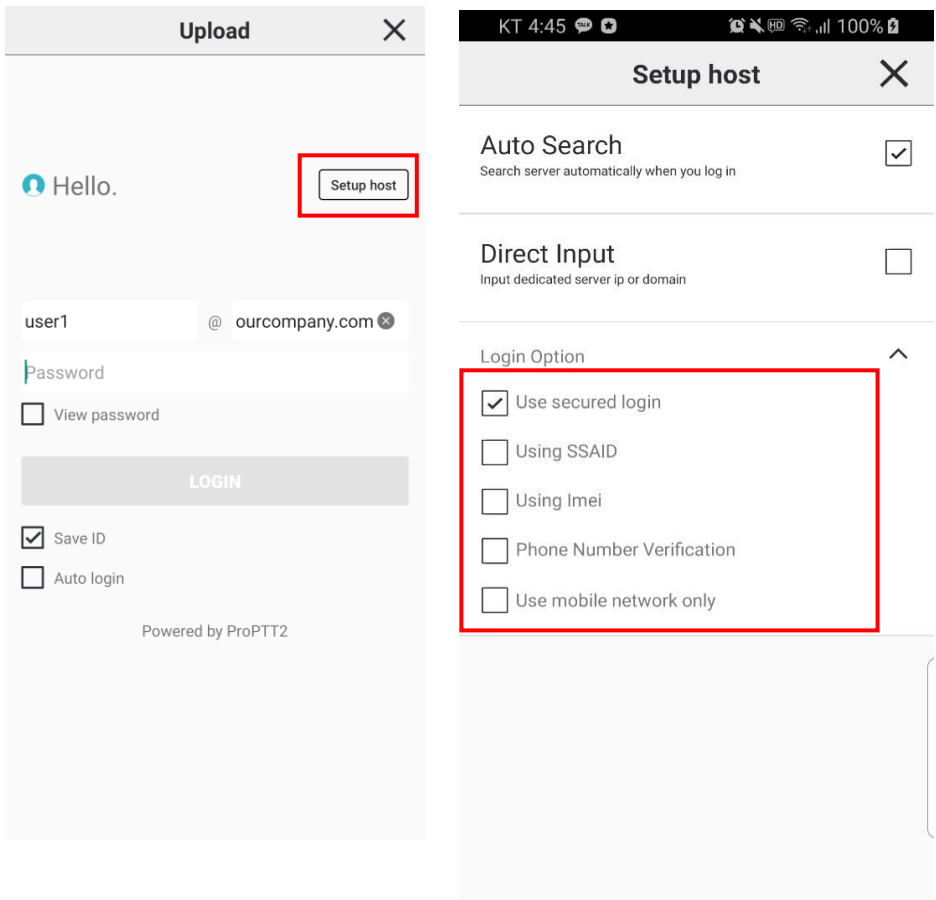 Upload
Hello.
Setup host
user1 @ ourcompany.com
Password
View password
LOGIN
Save ID
Auto login
Powered by ProPTT2
KT 4:45 TALK HD 100%
Setup host
Auto Search
Search server automatically when you log in
Direct Input
Input dedicated server ip or domain
Login Option
Use secured login
Using SSAID
Using Imei
Phone Number Verification
Use mobile network only